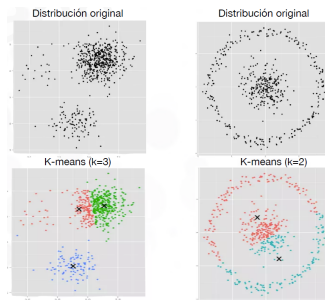 Distribución original
Distribución original
K-means (k=3)
K-means (k=2)